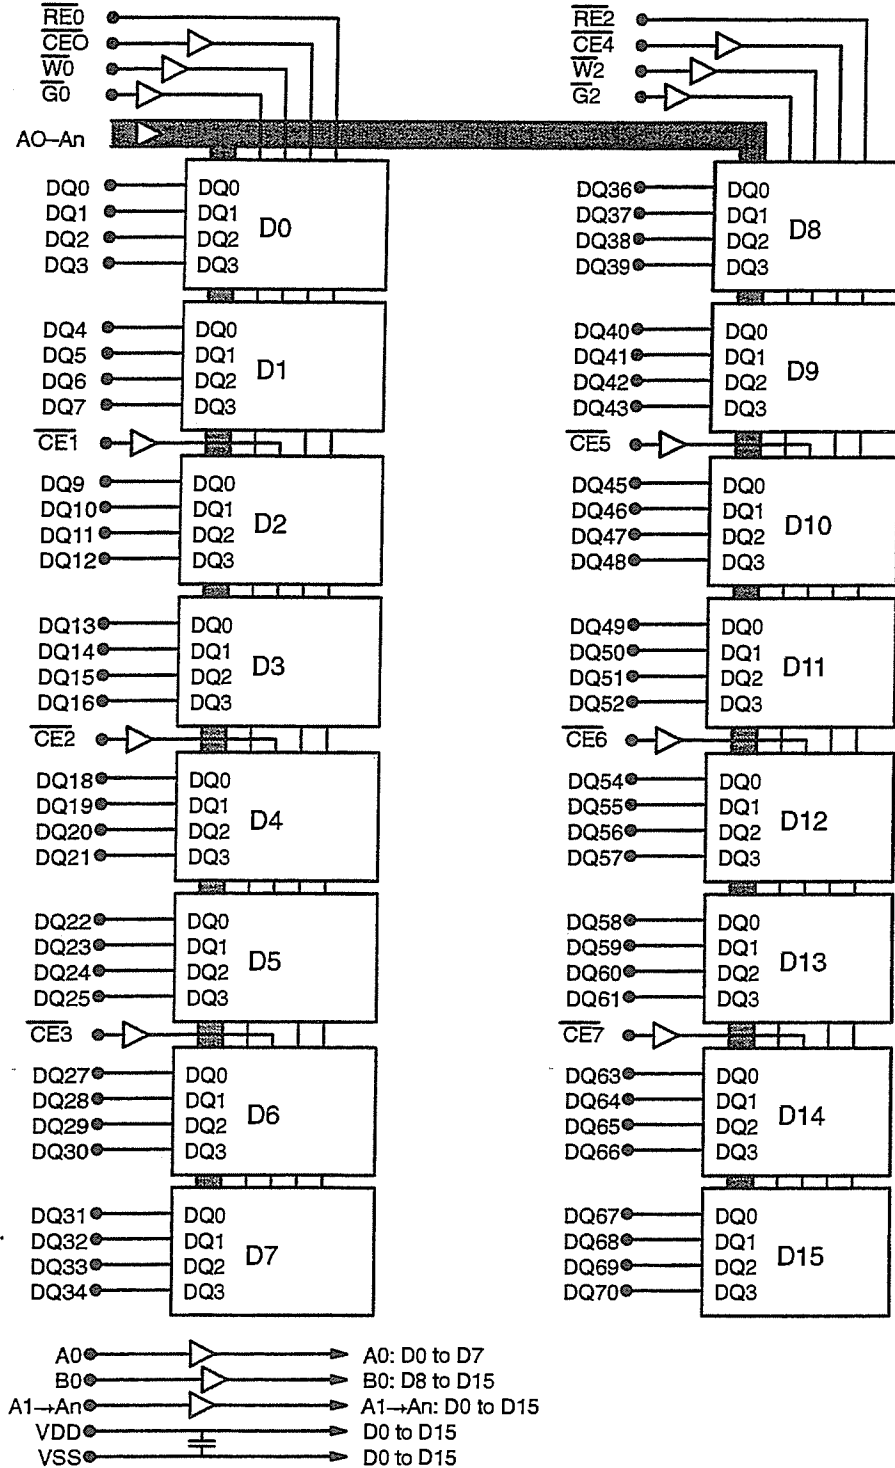 RE0
CEO
W0
G0
AO–An
DQ0 DQ0
DQ1 DQ1
DQ2 DQ2
DQ3 DQ3
D0
DQ4 DQ0
DQ5 DQ1
DQ6 DQ2
DQ7 DQ3
D1
CE1
DQ9 DQ0
DQ10 DQ1
DQ11 DQ2
DQ12 DQ3
D2
DQ13 DQ0
DQ14 DQ1
DQ15 DQ2
DQ16 DQ3
D3
CE2
DQ18 DQ0
DQ19 DQ1
DQ20 DQ2
DQ21 DQ3
D4
DQ22 DQ0
DQ23 DQ1
DQ24 DQ2
DQ25 DQ3
D5
CE3
DQ27 DQ0
DQ28 DQ1
DQ29 DQ2
DQ30 DQ3
D6
DQ31 DQ0
DQ32 DQ1
DQ33 DQ2
DQ34 DQ3
D7
RE2
CE4
W2
G2
DQ36 DQ0
DQ37 DQ1
DQ38 DQ2
DQ39 DQ3
D8
DQ40 DQ0
DQ41 DQ1
DQ42 DQ2
DQ43 DQ3
D9
CE5
DQ45 DQ0
DQ46 DQ1
DQ47 DQ2
DQ48 DQ3
D10
DQ49 DQ0
DQ50 DQ1
DQ51 DQ2
DQ52 DQ3
D11
CE6
DQ54 DQ0
DQ55 DQ1
DQ56 DQ2
DQ57 DQ3
D12
DQ58 DQ0
DQ59 DQ1
DQ60 DQ2
DQ61 DQ3
D13
CE7
DQ63 DQ0
DQ64 DQ1
DQ65 DQ2
DQ66 DQ3
D14
DQ67 DQ0
DQ68 DQ1
DQ69 DQ2
DQ70 DQ3
D15
A0 A0: D0 to D7
B0 B0: D8 to D15
A1→An A1→An: D0 to D15
VDD D0 to D15
VSS D0 to D15